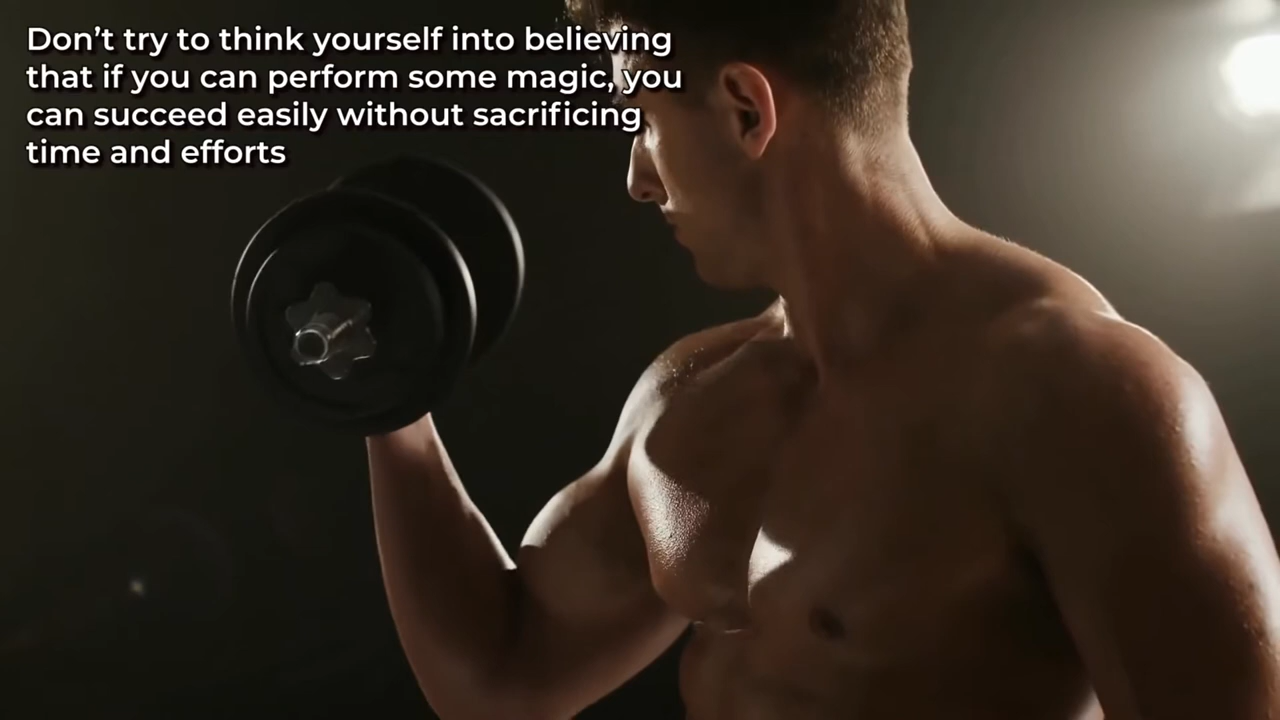 Don’t try to think yourself into believing
that if you can perform some magic, you
can succeed easily without sacrificing
time and efforts